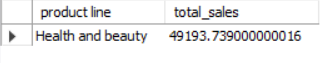 product line total_sales
Health and beauty 49193.739000000016